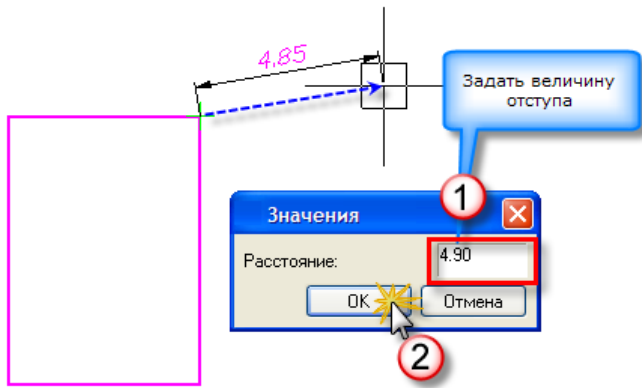 4.85
Задать величину
отступа
1
Значения
Расстояние:
4.90
OK
Отмена
2